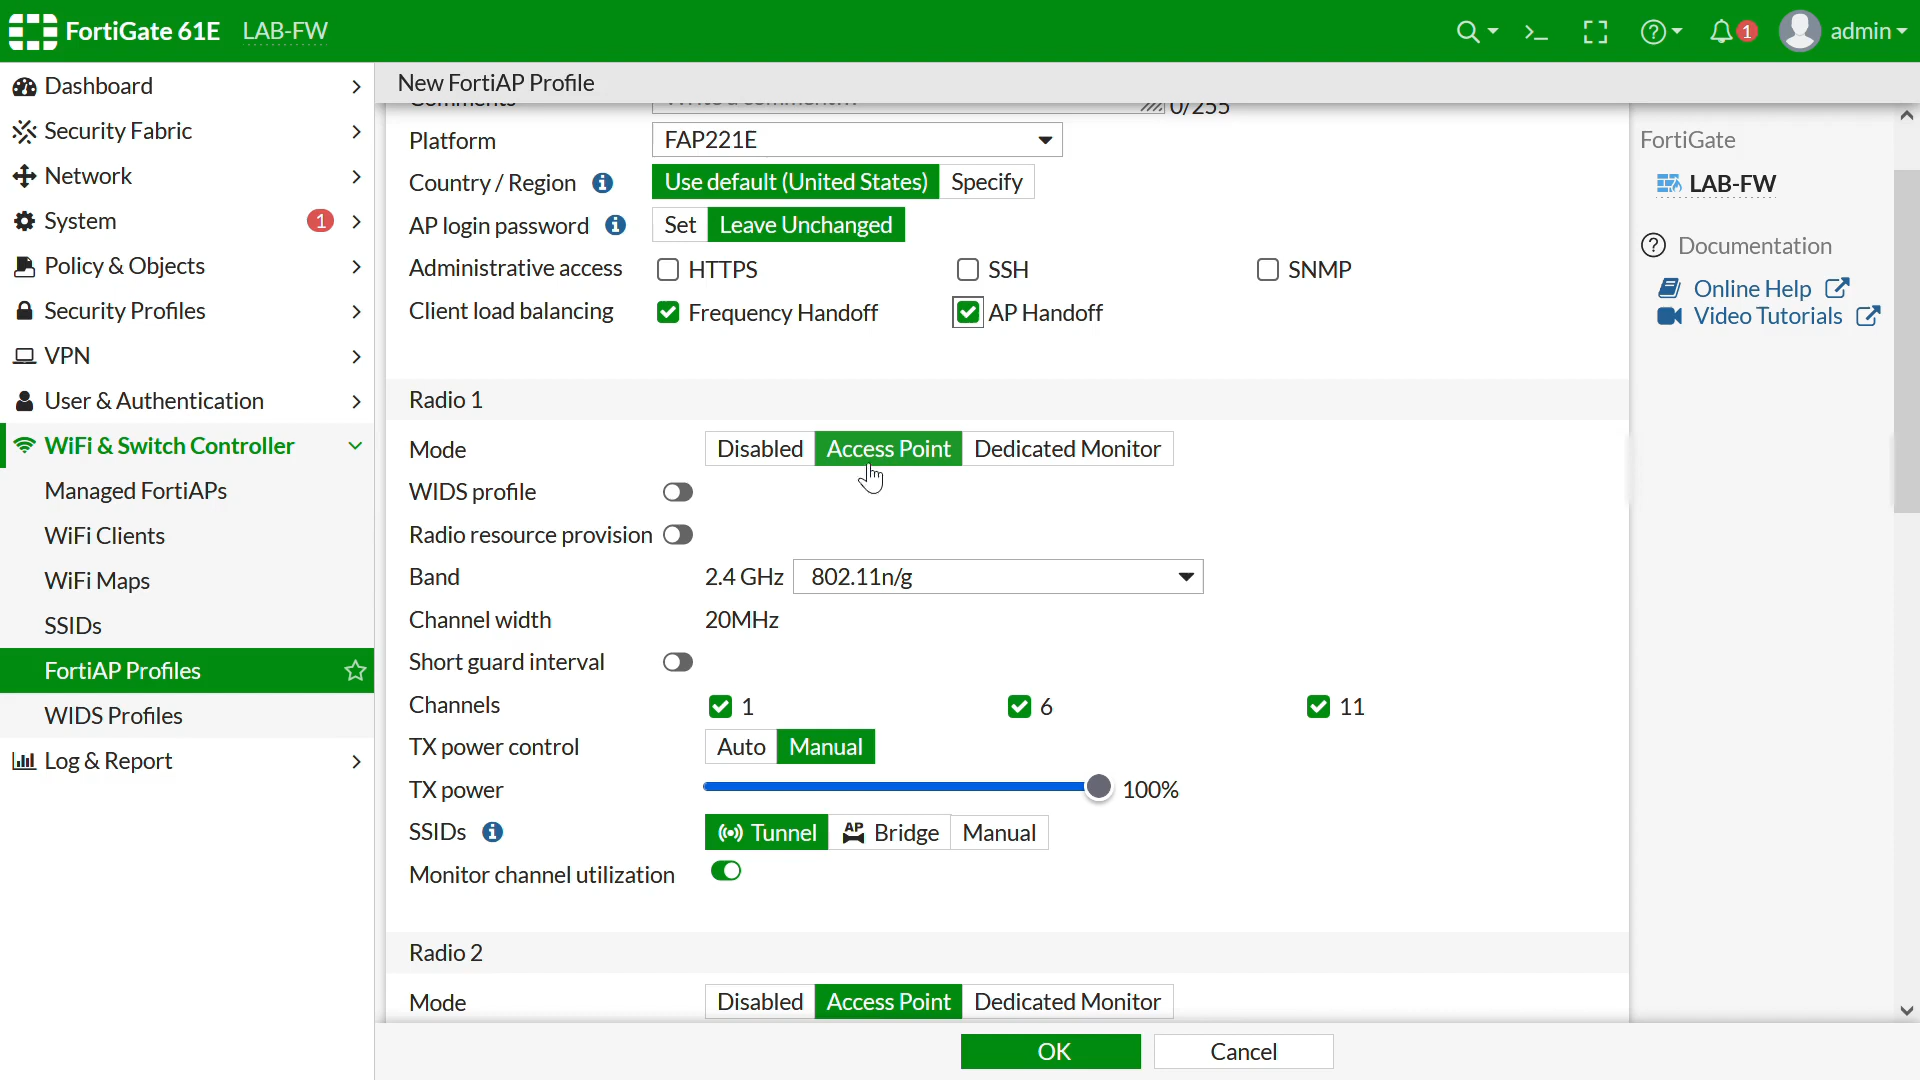 FortiGate 61E LAB-FW
1 admin
Dashboard
Security Fabric
Network
System 1
Policy & Objects
Security Profiles
VPN
User & Authentication
WiFi & Switch Controller
Managed FortiAPs
WiFi Clients
WiFi Maps
SSIDs
FortiAP Profiles
WIDS Profiles
Log & Report
New FortiAP Profile
Comments 0/255
Platform FAP221E
Country / Region Use default (United States) Specify
AP login password Set Leave Unchanged
Administrative access HTTPS SSH SNMP
Client load balancing Frequency Handoff AP Handoff
Radio 1
Mode Disabled Access Point Dedicated Monitor
WIDS profile
Radio resource provision
Band 2.4 GHz 802.11n/g
Channel width 20MHz
Short guard interval
Channels 1 6 11
TX power control Auto Manual
TX power 100%
SSIDs Tunnel AP Bridge Manual
Monitor channel utilization
Radio 2
Mode Disabled Access Point Dedicated Monitor
OK Cancel
FortiGate
LAB-FW
Documentation
Online Help
Video Tutorials